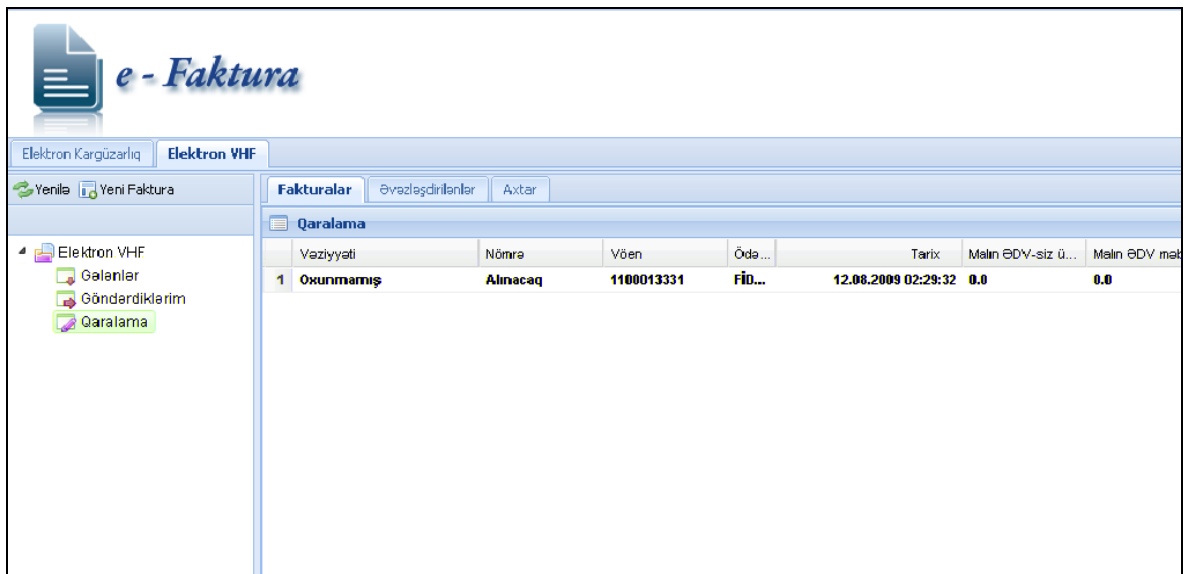 e - Faktura
Elektron Kargüzarlıq Elektron VHF
Yenilə Yeni Faktura
Fakturalar Əvəzləşdirilənlər Axtar
Qaralama
Elektron VHF
Gələnlər
Göndərdiklərim
Qaralama
Vəziyyəti Nömrə Vöen Ödə... Tarix Malın ƏDV-siz ü... Malın ƏDV məb
1 Oxunmamış Alınacaq 1100013331 FİD... 12.08.2009 02:29:32 0.0 0.0